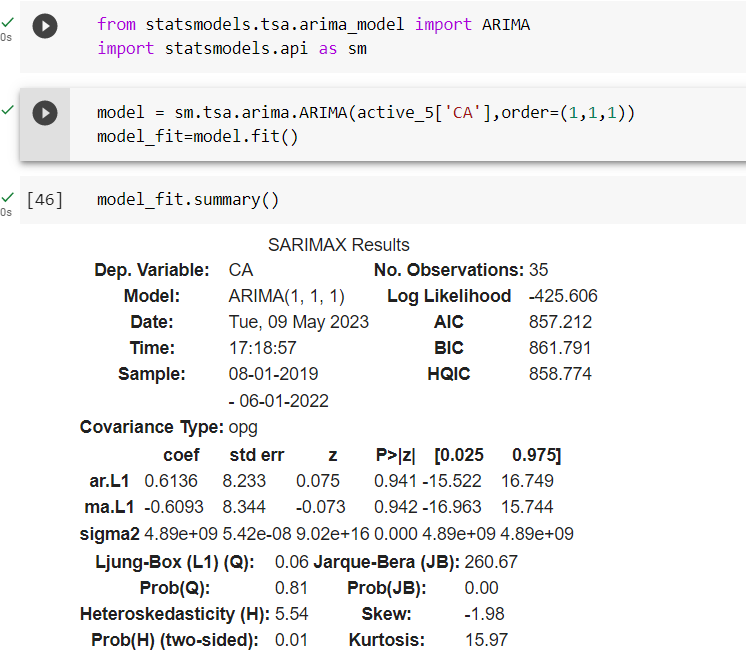 from statsmodels.tsa.arima_model import ARIMA
0s
import statsmodels.api as sm
model = sm.tsa.arima.ARIMA(active_5['CA'],order=(1,1,1))
model_fit=model.fit()
[46] model_fit.summary()
0s
SARIMAX Results
Dep. Variable: CA No. Observations: 35
Model: ARIMA(1, 1, 1) Log Likelihood -425.606
Date: Tue, 09 May 2023 AIC 857.212
Time: 17:18:57 BIC 861.791
Sample: 08-01-2019 HQIC 858.774
- 06-01-2022
Covariance Type: opg
coef std err z P>|z| [0.025 0.975]
ar.L1 0.6136 8.233 0.075 0.941 -15.522 16.749
ma.L1 -0.6093 8.344 -0.073 0.942 -16.963 15.744
sigma2 4.89e+09 5.42e-08 9.02e+16 0.000 4.89e+09 4.89e+09
Ljung-Box (L1) (Q): 0.06 Jarque-Bera (JB): 260.67
Prob(Q): 0.81 Prob(JB): 0.00
Heteroskedasticity (H): 5.54 Skew: -1.98
Prob(H) (two-sided): 0.01 Kurtosis: 15.97